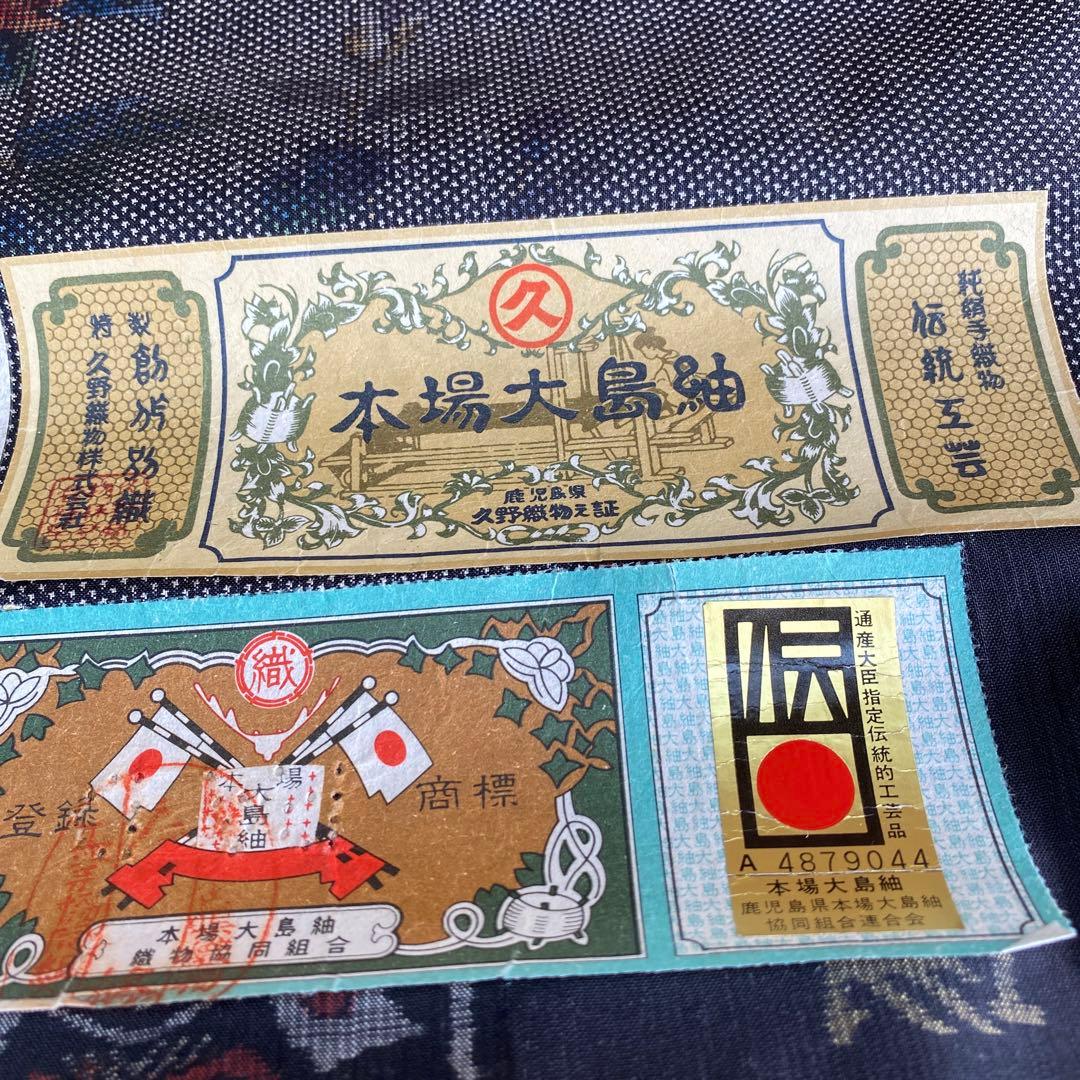 純絹手織物
伝統工芸
久
本場大島紬
鹿児島県
久野織物之証
製
特
久野織物株式会社
織
登録
商標
本場
大島紬
本場大島紬
織物協同組合
伝
通産大臣指定伝統的工芸品
A 4879044
本場大島紬
鹿児島県本場大島紬
協同組合連合会